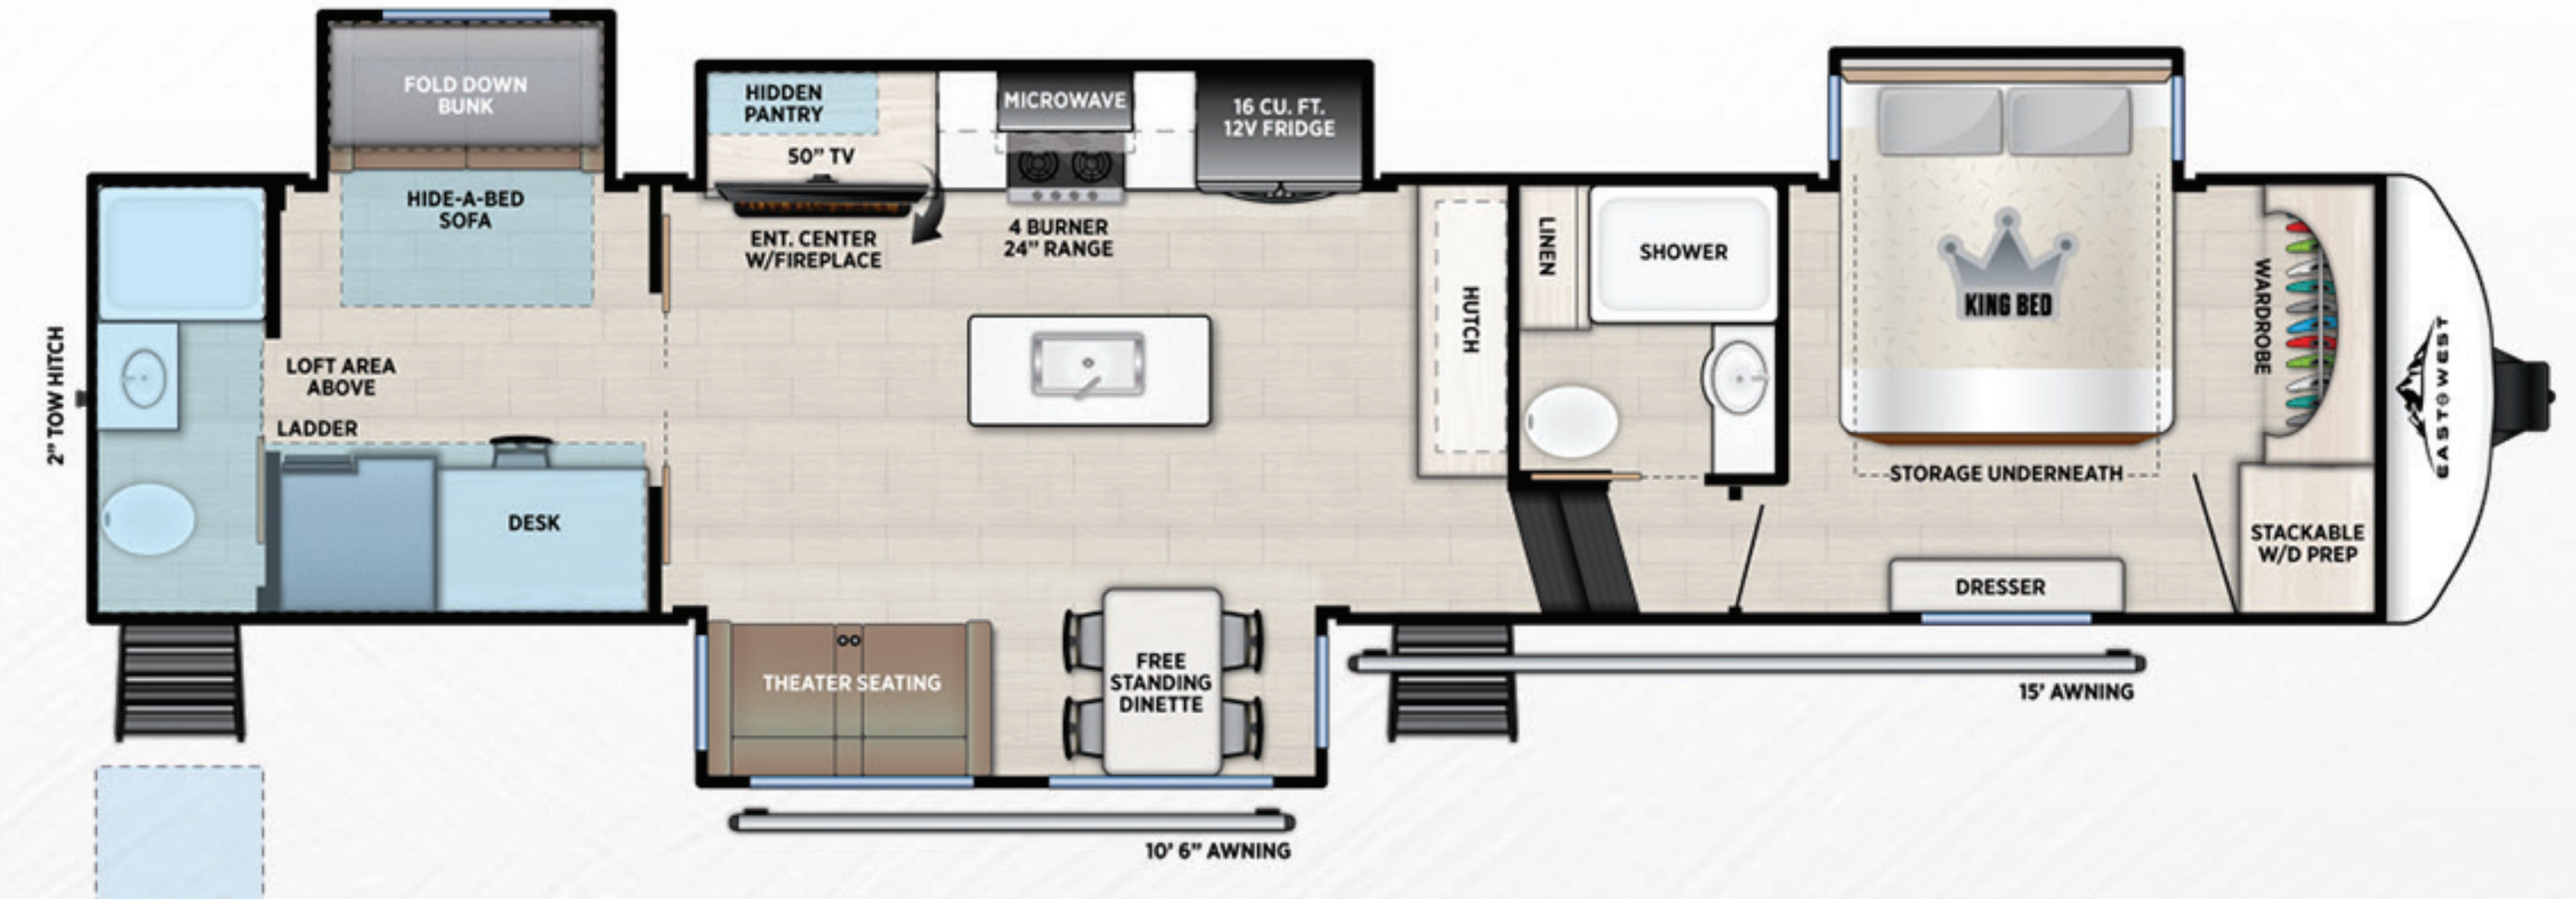 FOLD DOWN
BUNK
HIDE-A-BED
SOFA
HIDDEN
PANTRY
50” TV
ENT. CENTER
W/FIREPLACE
MICROWAVE
4 BURNER
24” RANGE
16 CU. FT.
12V FRIDGE
HUTCH
LINEN
SHOWER
KING BED
STORAGE UNDERNEATH
WARDROBE
STACKABLE
W/D PREP
DRESSER
EAST WEST
2” TOW HITCH
LOFT AREA
ABOVE
LADDER
DESK
THEATER SEATING
FREE
STANDING
DINETTE
15’ AWNING
10’ 6” AWNING